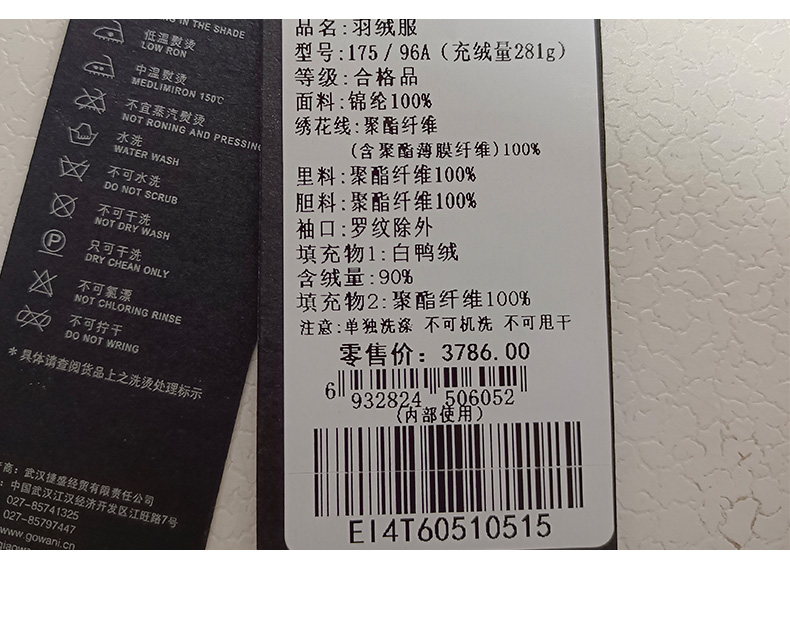 IN THE SHADE
低温熨烫
LOW RON
中温熨烫
MEDLIMIRON 150℃
不宜蒸汽熨烫
NOT RONING AND PRESSING
水洗
WATER WASH
不可水洗
DO NOT SCRUB
不可干洗
NOT DRY WASH
只可干洗
DRY CHEAN ONLY
不可氯漂
NOT CHLORING RINSE
不可拧干
DO NOT WRING
*具体请查阅货品上之洗烫处理标示
商:武汉捷盛经贸有限责任公司
:中国武汉江汉经济开发区江旺路7号
027-85741325
027-85797447
www.gowani.cn
品名:羽绒服
型号:175/96A(充绒量281g)
等级:合格品
面料:锦纶100%
绣花线:聚酯纤维
(含聚酯薄膜纤维)100%
里料:聚酯纤维100%
胆料:聚酯纤维100%
袖口:罗纹除外
填充物1:白鸭绒
含绒量:90%
填充物2:聚酯纤维100%
注意:单独洗涤 不可机洗 不可甩干
零售价:3786.00
6 932824 506052
(内部使用)
EI4T60510515